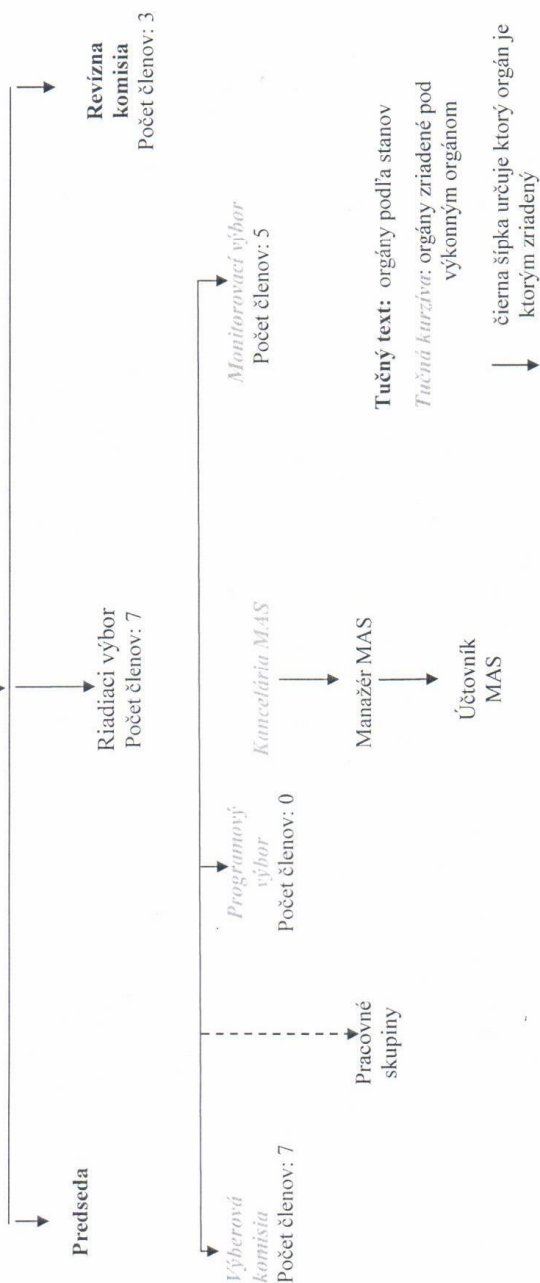 Predseda
Revízna
komisia
Počet členov: 3
Riadiaci výbor
Počet členov: 7
Výberová
komisia
Počet členov: 7
Programový
výbor
Počet členov: 0
Kancelária MAS
Monitorovací výbor
Počet členov: 5
Pracovné
skupiny
Manažér MAS
Účtovník
MAS
Tučný text: orgány podľa stanov
Tučná kurzíva: orgány zriadené pod
výkonným orgánom
čierna šípka určuje ktorý orgán je
ktorým zriadený